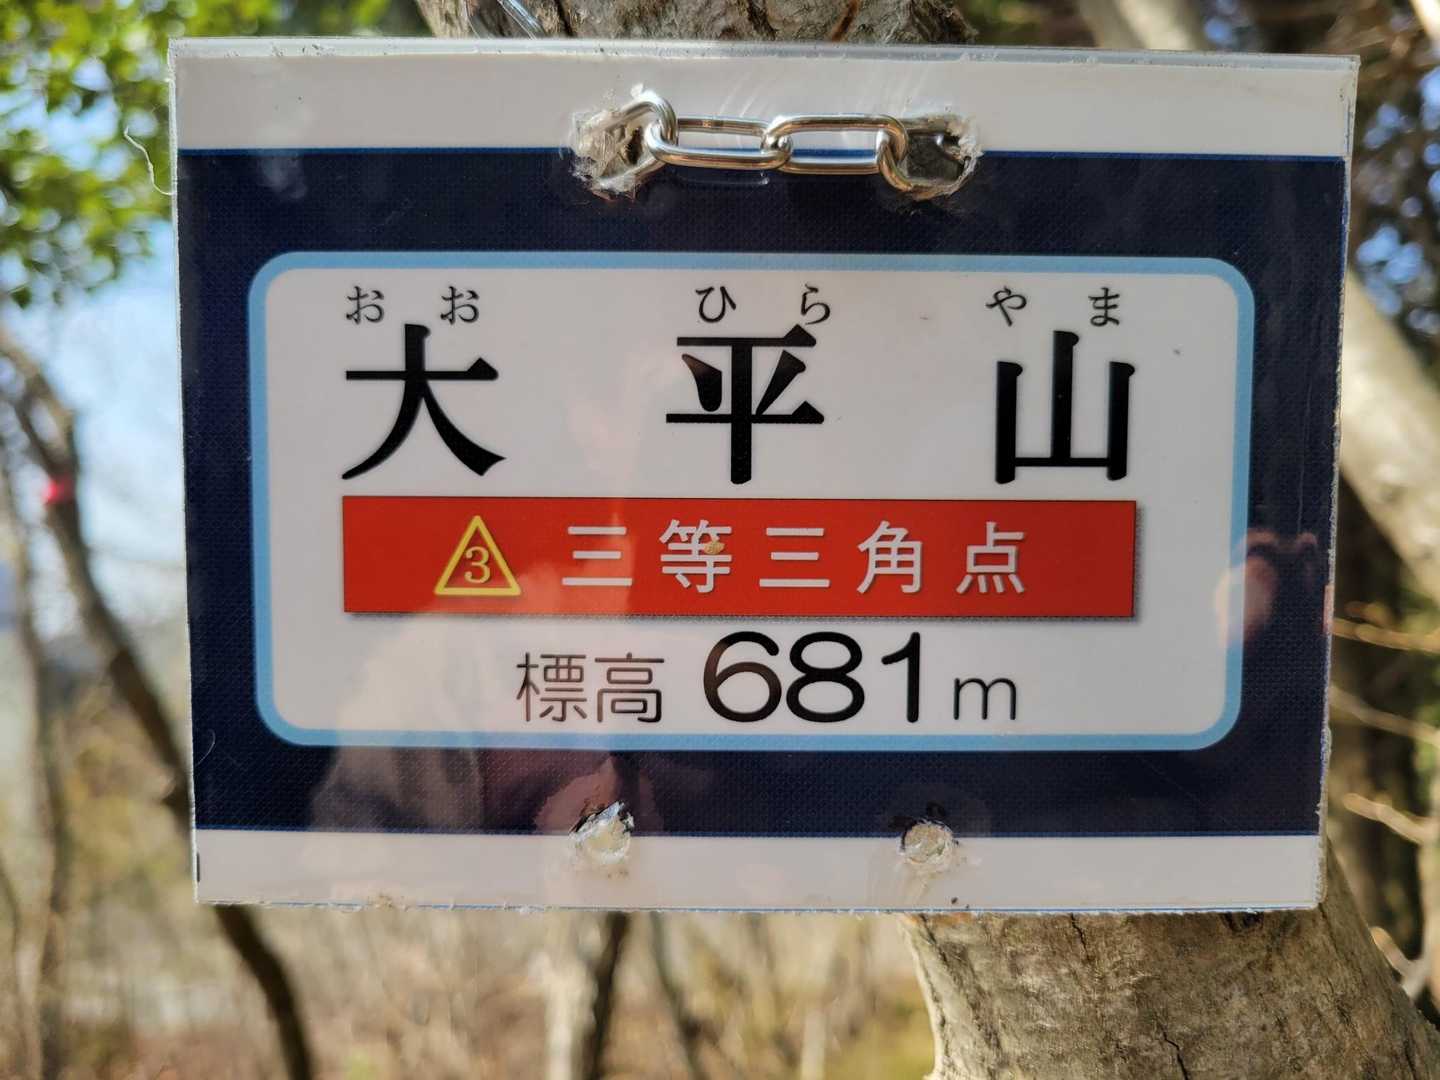 おお ひら やま
大平山
3 三等三角点
標高 681m